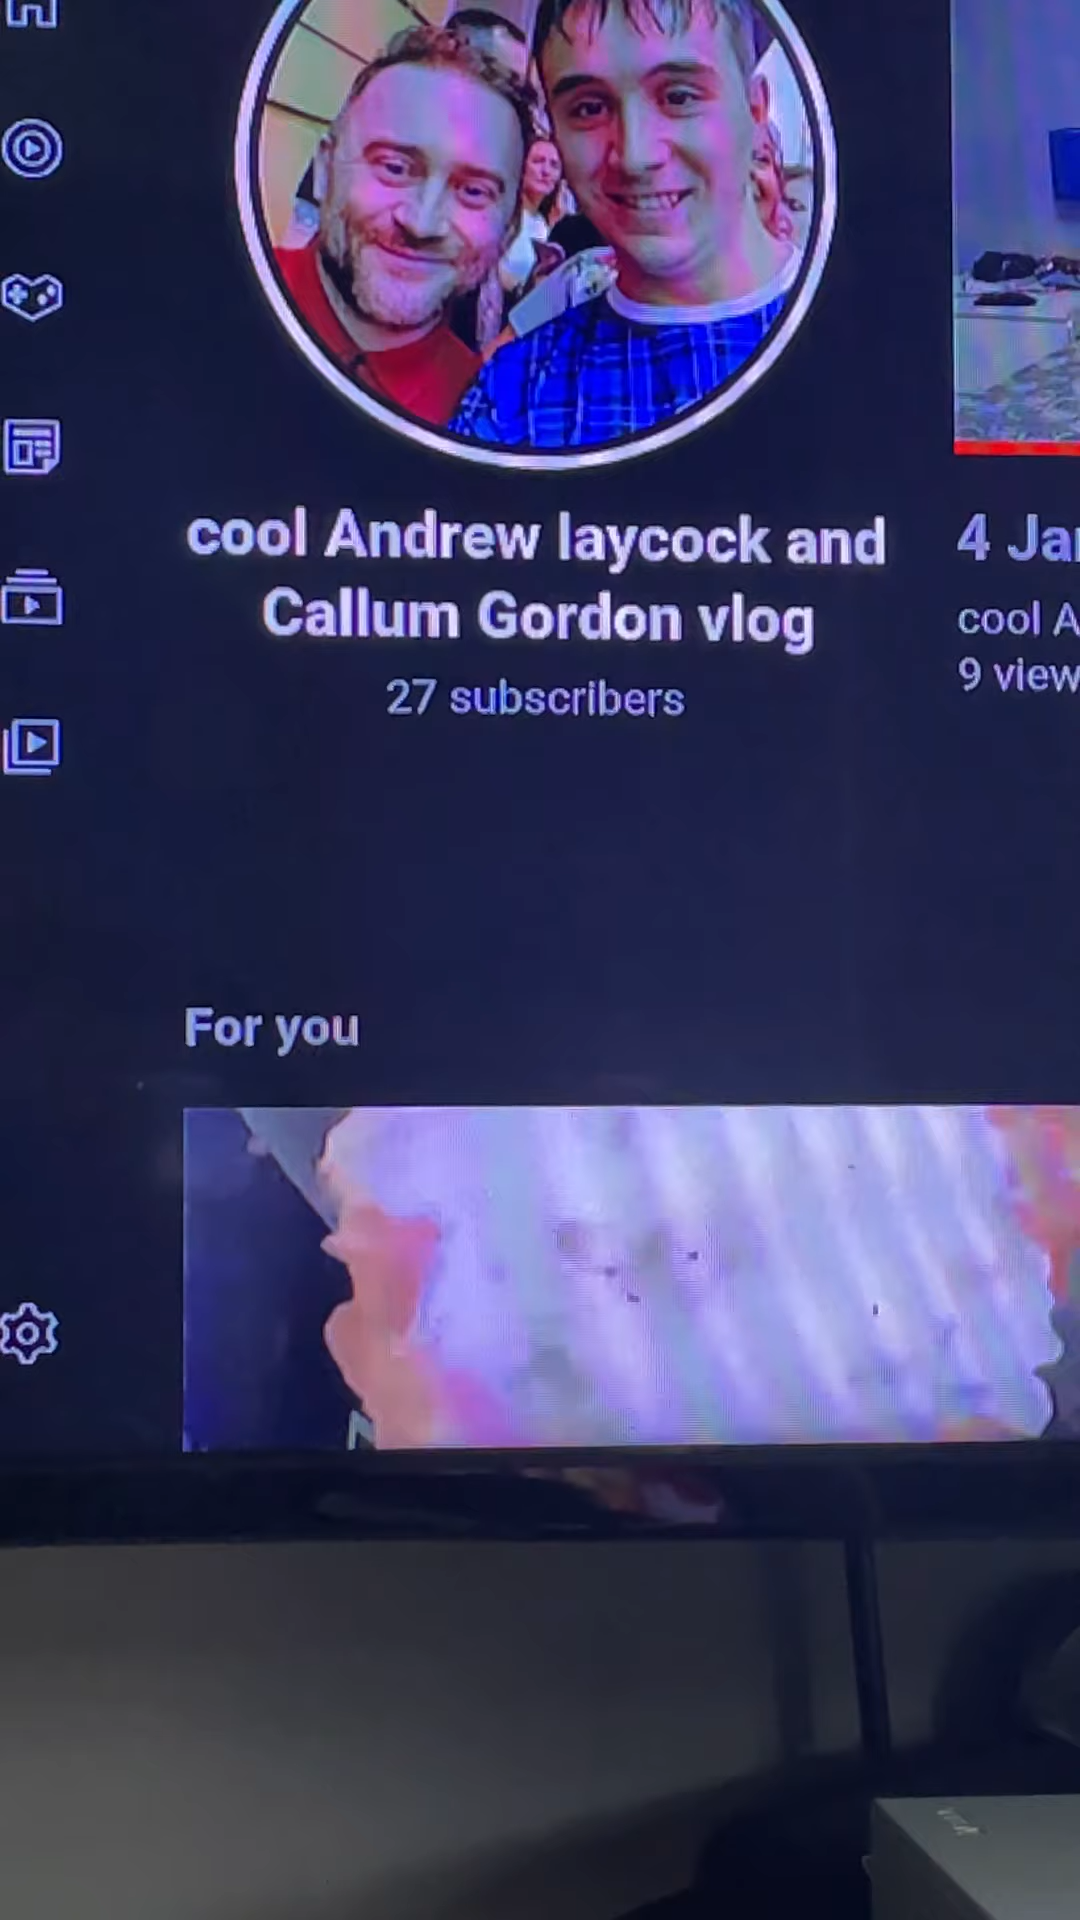 cool Andrew laycock and
Callum Gordon vlog
27 subscribers
4 Ja
cool A
9 view
For you